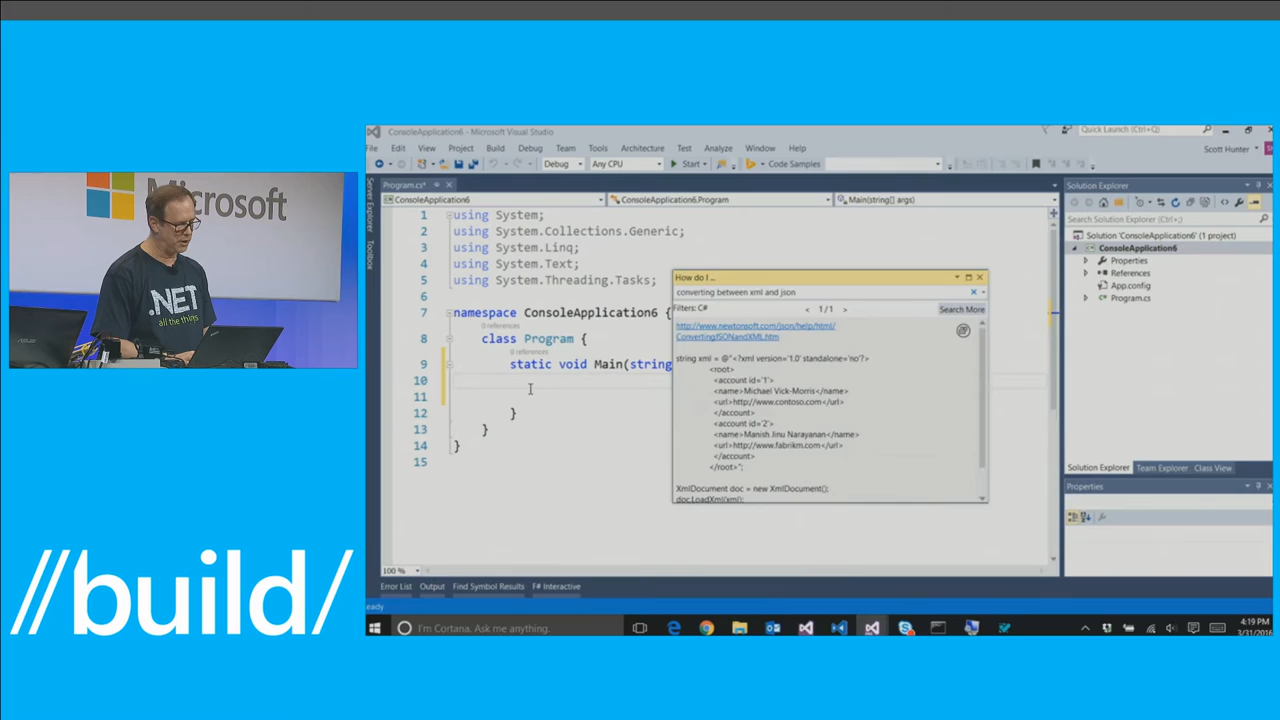 Microsoft
.NET
all the things
//build/
ConsoleApplication6 - Microsoft Visual Studio
Quick Launch (Ctrl+Q)
File Edit View Project Build Debug Team Tools Architecture Test Analyze Window Help
Scott Hunter
Debug Any CPU Start Code Samples
Server Explorer
Toolbox
Program.cs*
ConsoleApplication6 ConsoleApplication6.Program Main(string[] args)
1 using System;
2 using System.Collections.Generic;
3 using System.Linq;
4 using System.Text;
5 using System.Threading.Tasks;
6
7 namespace ConsoleApplication6 {
0 references
8 class Program {
0 references
9 static void Main(string
10
11
12 }
13 }
14 }
15
How do I ...
converting between xml and json
Filters: C# < 1/1 > Search More
http://www.newtonsoft.com/json/help/html/
ConvertingJSONandXML.htm
string xml = @"<?xml version='1.0' standalone='no'?>
<root>
<account id='1'>
<name>Michael Vick-Morris</name>
<url>http://www.contoso.com</url>
</account>
<account id='2'>
<name>Manish Jinu Narayanan</name>
<url>http://www.fabrikm.com</url>
</account>
</root>";
XmlDocument doc = new XmlDocument();
doc.LoadXml(xml);
Solution Explorer
Search Solution Explorer (Ctrl+;)
Solution 'ConsoleApplication6' (1 project)
ConsoleApplication6
Properties
References
App.config
Program.cs
Solution Explorer Team Explorer Class View
Properties
100 %
Error List Output Find Symbol Results F# Interactive
eady
I'm Cortana. Ask me anything.
4:19 PM
3/31/2016